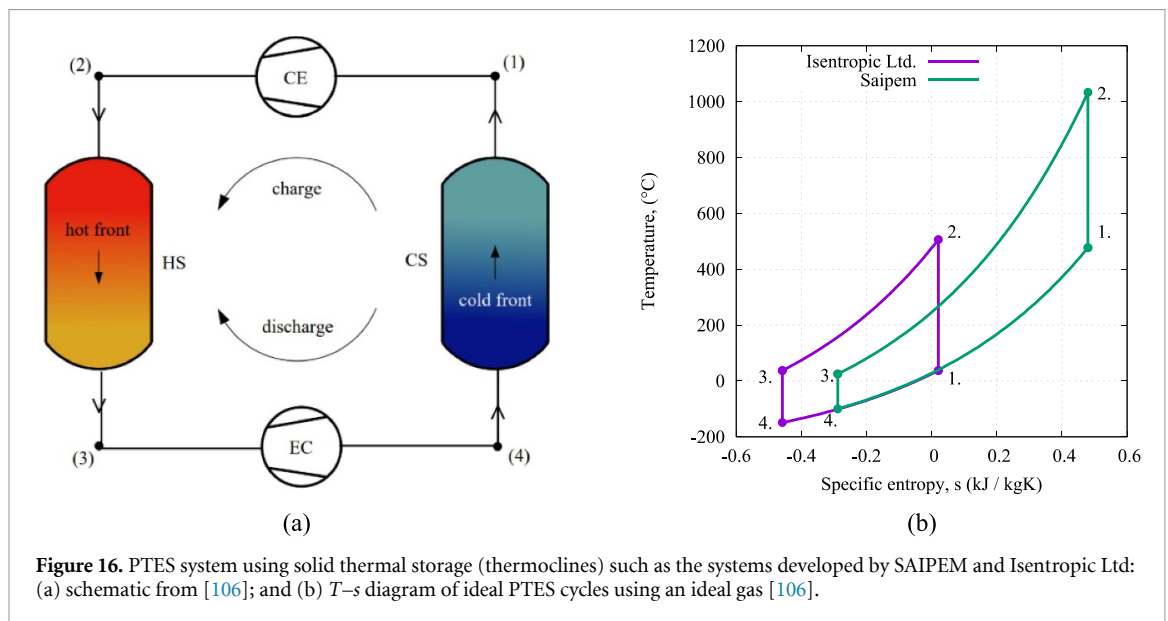 (2)
CE
(1)
charge
hot front
HS
CS
cold front
discharge
(3)
EC
(4)
(a)
1200
1000
800
600
400
200
0
-200
Temperature, (°C)
Isentropic Ltd.
Saipem
2.
1.
2.
3.
3.
1.
4.
4.
-0.6
-0.4
-0.2
0
0.2
0.4
0.6
Specific entropy, s (kJ / kgK)
(b)
Figure 16. PTES system using solid thermal storage (thermoclines) such as the systems developed by SAIPEM and Isentropic Ltd:
(a) schematic from [106]; and (b) T–s diagram of ideal PTES cycles using an ideal gas [106].